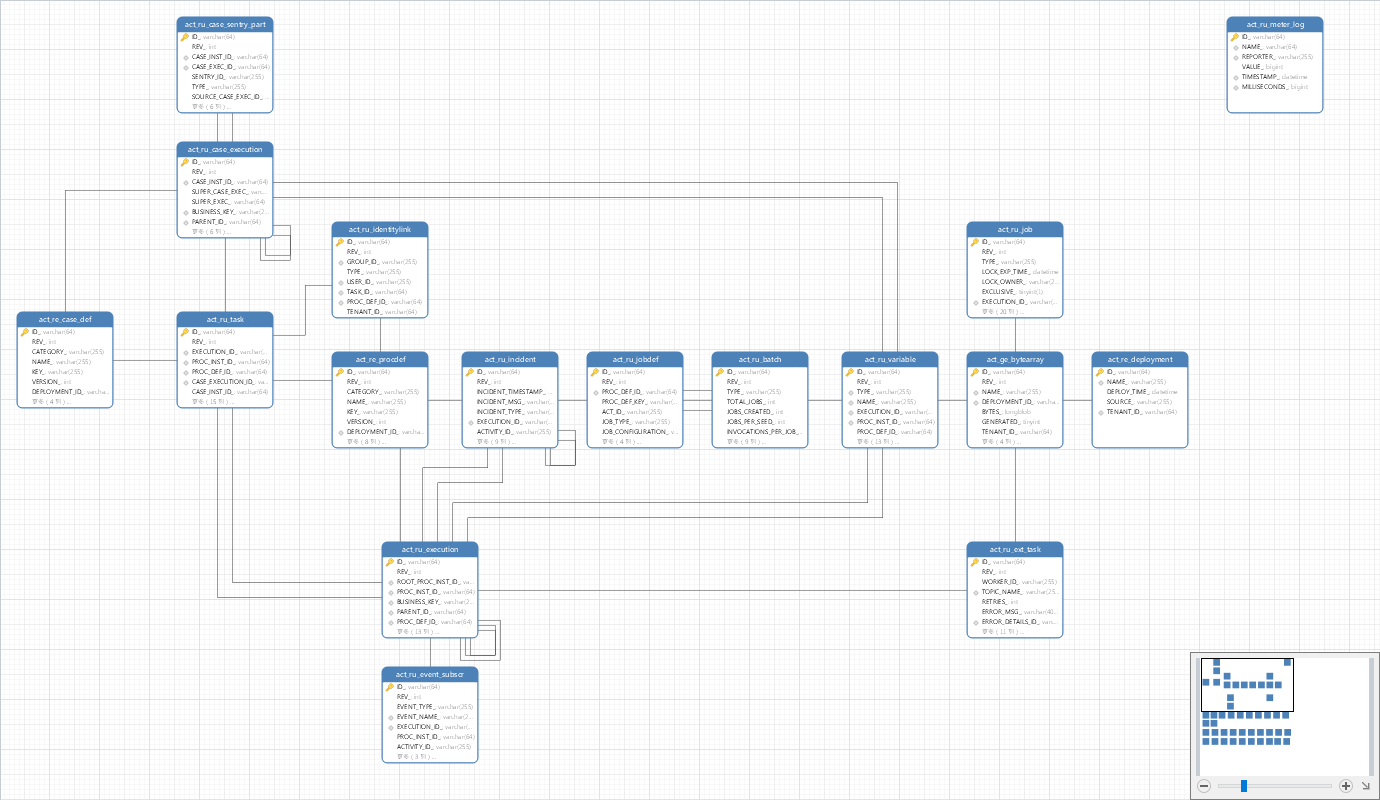 act_ru_case_sentry_part
ID_ varchar(64)
REV_ int
CASE_INST_ID_ varchar(64)
CASE_EXEC_ID_ varchar(64)
SENTRY_ID_ varchar(255)
TYPE_ varchar(255)
SOURCE_CASE_EXEC_ID_
更多 ( 6 列 ) ...
act_ru_meter_log
ID_ varchar(64)
NAME_ varchar(64)
REPORTER_ varchar(255)
VALUE_ bigint
TIMESTAMP_ datetime
MILLISECONDS_ bigint
act_ru_case_execution
ID_ varchar(64)
REV_ int
CASE_INST_ID_ varchar(64)
SUPER_CASE_EXEC_ var...
SUPER_EXEC_ varchar(64)
BUSINESS_KEY_ varchar(2...
PARENT_ID_ varchar(64)
更多 ( 6 列 ) ...
act_ru_identitylink
ID_ varchar(64)
REV_ int
GROUP_ID_ varchar(255)
TYPE_ varchar(255)
USER_ID_ varchar(255)
TASK_ID_ varchar(64)
PROC_DEF_ID_ varchar(64)
TENANT_ID_ varchar(64)
act_ru_job
ID_ varchar(64)
REV_ int
TYPE_ varchar(255)
LOCK_EXP_TIME_ datetime
LOCK_OWNER_ varchar(2...
EXCLUSIVE_ tinyint(1)
EXECUTION_ID_ varchar(...
更多 ( 20 列 ) ...
act_re_case_def
ID_ varchar(64)
REV_ int
CATEGORY_ varchar(255)
NAME_ varchar(255)
KEY_ varchar(255)
VERSION_ int
DEPLOYMENT_ID_ varcha...
更多 ( 4 列 ) ...
act_ru_task
ID_ varchar(64)
REV_ int
EXECUTION_ID_ varchar(...
PROC_INST_ID_ varchar(64)
PROC_DEF_ID_ varchar(64)
CASE_EXECUTION_ID_ va...
CASE_INST_ID_ varchar(64)
更多 ( 15 列 ) ...
act_re_procdef
ID_ varchar(64)
REV_ int
CATEGORY_ varchar(255)
NAME_ varchar(255)
KEY_ varchar(255)
VERSION_ int
DEPLOYMENT_ID_ varcha...
更多 ( 8 列 ) ...
act_ru_incident
ID_ varchar(64)
REV_ int
INCIDENT_TIMESTAMP_ ...
INCIDENT_MSG_ varchar(...
INCIDENT_TYPE_ varchar(...
EXECUTION_ID_ varchar(...
ACTIVITY_ID_ varchar(255)
更多 ( 9 列 ) ...
act_ru_jobdef
ID_ varchar(64)
REV_ int
PROC_DEF_ID_ varchar(64)
PROC_DEF_KEY_ varchar(...
ACT_ID_ varchar(255)
JOB_TYPE_ varchar(255)
JOB_CONFIGURATION_ v...
更多 ( 4 列 ) ...
act_ru_batch
ID_ varchar(64)
REV_ int
TYPE_ varchar(255)
TOTAL_JOBS_ int
JOBS_CREATED_ int
JOBS_PER_SEED_ int
INVOCATIONS_PER_JOB_...
更多 ( 9 列 ) ...
act_ru_variable
ID_ varchar(64)
REV_ int
TYPE_ varchar(255)
NAME_ varchar(255)
EXECUTION_ID_ varchar(...
PROC_INST_ID_ varchar(64)
PROC_DEF_ID_ varchar(64)
更多 ( 13 列 ) ...
act_ge_bytearray
ID_ varchar(64)
REV_ int
NAME_ varchar(255)
DEPLOYMENT_ID_ varcha...
BYTES_ longblob
GENERATED_ tinyint
TENANT_ID_ varchar(64)
更多 ( 4 列 ) ...
act_re_deployment
ID_ varchar(64)
NAME_ varchar(255)
DEPLOY_TIME_ datetime
SOURCE_ varchar(255)
TENANT_ID_ varchar(64)
act_ru_execution
ID_ varchar(64)
REV_ int
ROOT_PROC_INST_ID_ va...
PROC_INST_ID_ varchar(64)
BUSINESS_KEY_ varchar(2...
PARENT_ID_ varchar(64)
PROC_DEF_ID_ varchar(64)
更多 ( 13 列 ) ...
act_ru_ext_task
ID_ varchar(64)
REV_ int
WORKER_ID_ varchar(255)
TOPIC_NAME_ varchar(25...
RETRIES_ int
ERROR_MSG_ varchar(40...
ERROR_DETAILS_ID_ var...
更多 ( 11 列 ) ...
act_ru_event_subscr
ID_ varchar(64)
REV_ int
EVENT_TYPE_ varchar(255)
EVENT_NAME_ varchar(2...
EXECUTION_ID_ varchar(...
PROC_INST_ID_ varchar(64)
ACTIVITY_ID_ varchar(255)
更多 ( 3 列 ) ...